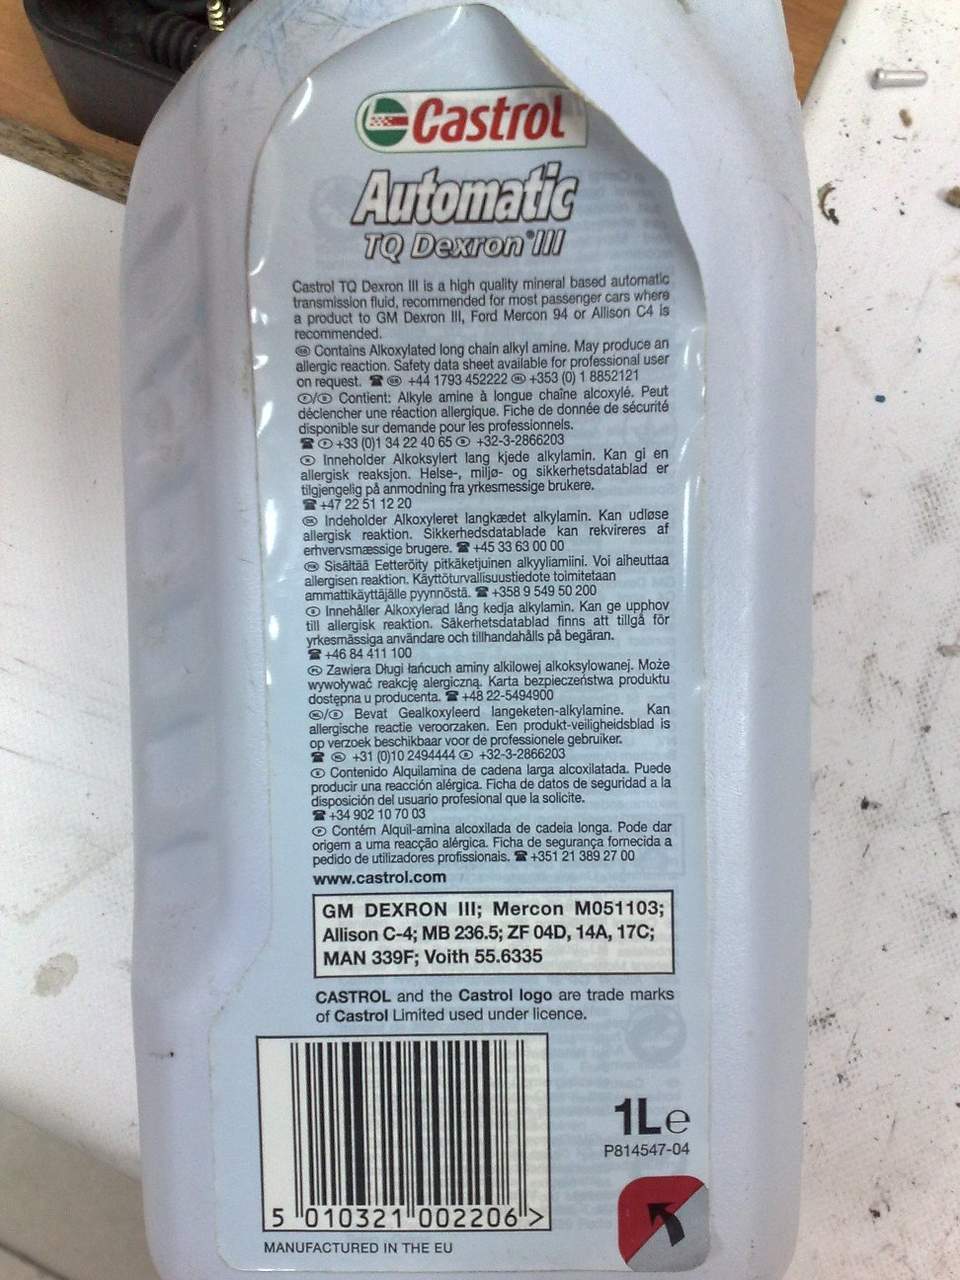 Castrol
Automatic
TQ Dexron®III
Castrol TQ Dexron III is a high quality mineral based automatic
transmission fluid, recommended for most passenger cars where
a product to GM Dexron III, Ford Mercon 94 or Allison C4 is
recommended.
GB Contains Alkoxylated long chain alkyl amine. May produce an
allergic reaction. Safety data sheet available for professional user
on request. ☎ GB +44 1793 452222 +353 (0) 1 8852121
F/B Contient: Alkyle amine à longue chaîne alcoxylé. Peut
déclencher une réaction allergique. Fiche de donnée de sécurité
disponible sur demande pour les professionnels.
☎ F +33 (0)1 34 22 40 65 B +32-3-2866203
N Inneholder Alkoksylert lang kjede alkylamin. Kan gi en
allergisk reaksjon. Helse-, miljø- og sikkerhetsdatablad er
tilgjengelig på anmodning fra yrkesmessige brukere.
☎ +47 22 51 12 20
DK Indeholder Alkoxyleret langkædet alkylamin. Kan udløse
allergisk reaktion. Sikkerhedsdatablade kan rekvireres af
erhvervsmæssige brugere. ☎ +45 33 63 00 00
FIN Sisältää Eetteröity pitkäketjuinen alkyyliamiini. Voi aiheuttaa
allergisen reaktion. Käyttöturvallisuustiedote toimitetaan
ammattikäyttäjälle pyynnöstä. ☎ +358 9 549 50 200
S Innehåller Alkoxylerad lång kedja alkylamin. Kan ge upphov
till allergisk reaktion. Säkerhetsdatablad finns att tillgå för
yrkesmässiga användare och tillhandahålls på begäran.
☎ +46 84 411 100
PL Zawiera Długi łańcuch aminy alkilowej alkoksylowanej. Może
wywoływać reakcję alergiczną. Karta bezpieczeństwa produktu
dostępna u producenta. ☎ +48 22-5494900
NL/B Bevat Gealkoxyleerd langeketen-alkylamine. Kan
allergische reactie veroorzaken. Een produkt-veiligheidsblad is
op verzoek beschikbaar voor de professionele gebruiker.
☎ NL +31 (0)10 2494444 B +32-3-2866203
E Contenido Alquilamina de cadena larga alcoxilatada. Puede
producir una reacción alérgica. Ficha de datos de seguridad a la
disposición del usuario profesional que la solicite.
☎ +34 902 10 70 03
P Contém Alquil-amina alcoxilada de cadeia longa. Pode dar
origem a uma reacção alérgica. Ficha de segurança fornecida a
pedido de utilizadores profissionais. ☎ +351 21 389 27 00
www.castrol.com
GM DEXRON III; Mercon M051103;
Allison C-4; MB 236.5; ZF 04D, 14A, 17C;
MAN 339F; Voith 55.6335
CASTROL and the Castrol logo are trade marks
of Castrol Limited used under licence.
1L e
P814547-04
5 010321 002206 >
MANUFACTURED IN THE EU